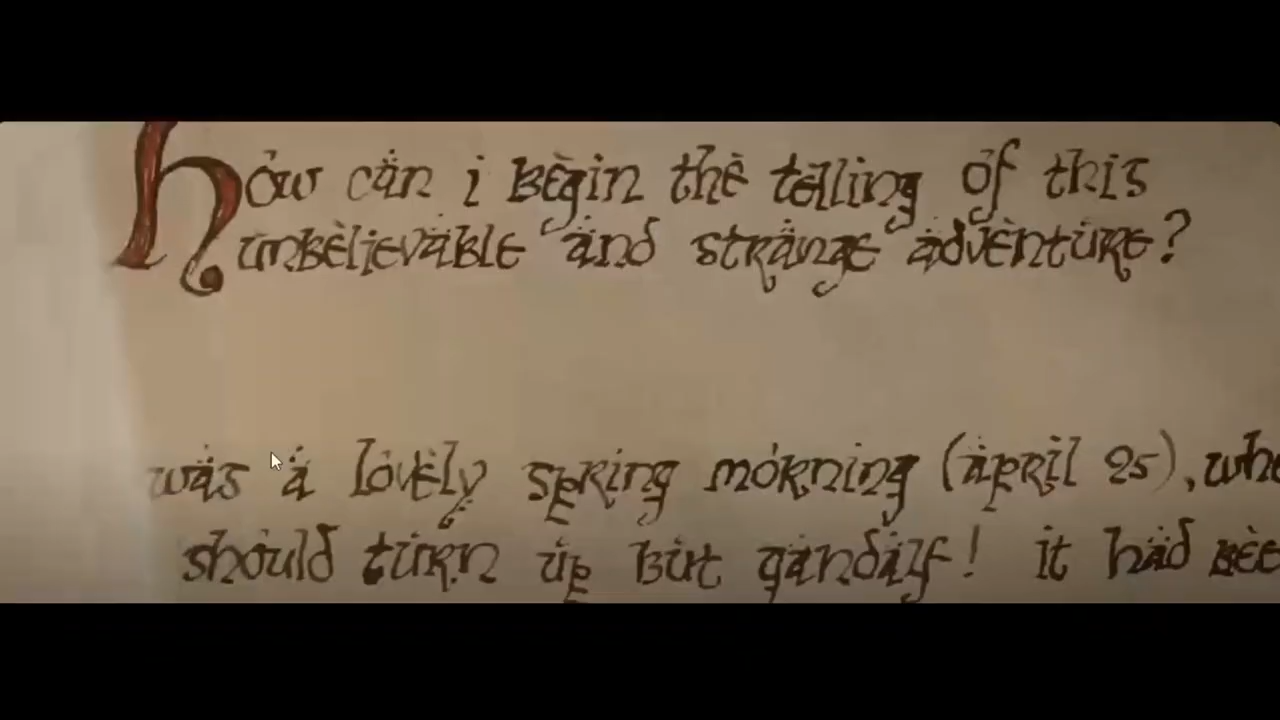 how can i begin the telling of this
unbelievable and strange adventure?
was a lovely spring morning (april 25), who
should turn up but gandalf! it had bee